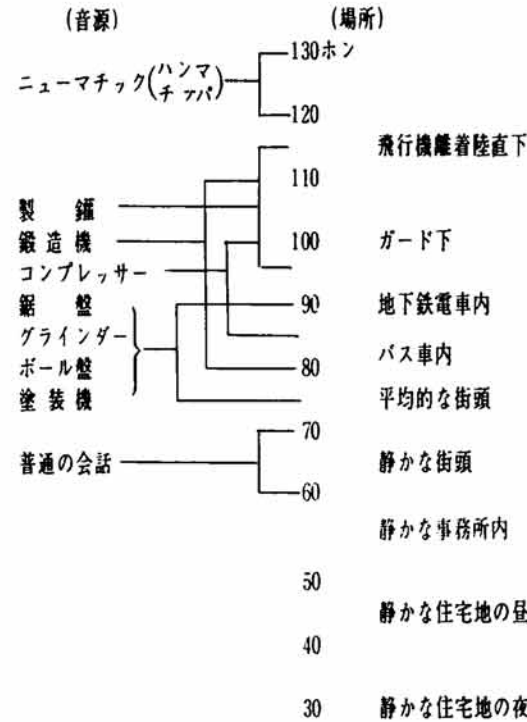 (音源) (場所)
130ホン
ニューマチック(ハンマ チッパ)
120
飛行機離着陸直下
110
製鑵
鍛造機 100 ガード下
コンプレッサー
鋸盤 90 地下鉄電車内
グラインダー
ボール盤 80 バス車内
塗装機 平均的な街頭
70
普通の会話 静かな街頭
60
静かな事務所内
50
静かな住宅地の昼
40
30 静かな住宅地の夜